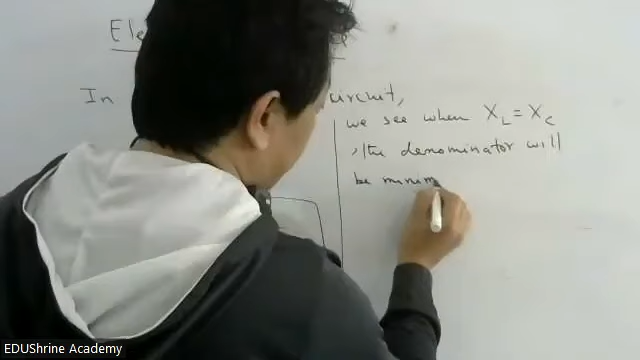 Ele
In circuit,
we see when X_L = X_C
, the denominator will
be minim
EDUShrine Academy